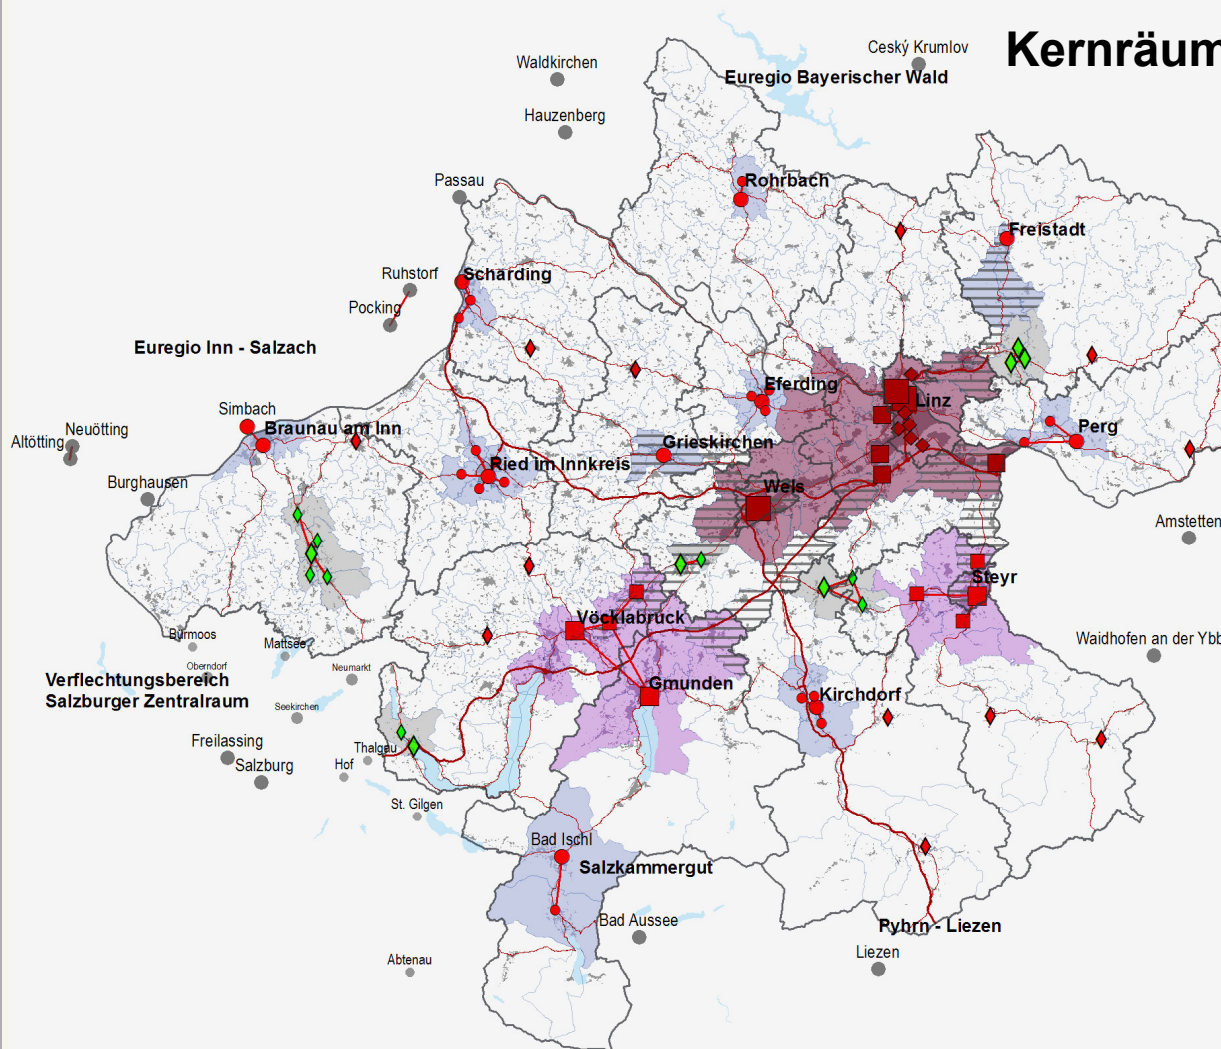 Kernräum
Ceský Krumlov
Waldkirchen
Euregio Bayerischer Wald
Hauzenberg
Passau
Rohrbach
Freistadt
Ruhstorf
Schärding
Pocking
Euregio Inn - Salzach
Eferding
Linz
Simbach
Braunau am Inn
Neuötting
Altötting
Perg
Grieskirchen
Ried im Innkreis
Burghausen
Wels
Amstetten
Steyr
Vöcklabruck
Bürmoos
Mattsee
Waidhofen an der Ybb
Oberndorf
Neumarkt
Verflechtungsbereich
Salzburger Zentralraum
Gmunden
Kirchdorf
Seekirchen
Freilassing
Thalgau
Salzburg
Hof
St. Gilgen
Bad Ischl
Salzkammergut
Bad Aussee
Pyhrn - Liezen
Liezen
Abtenau